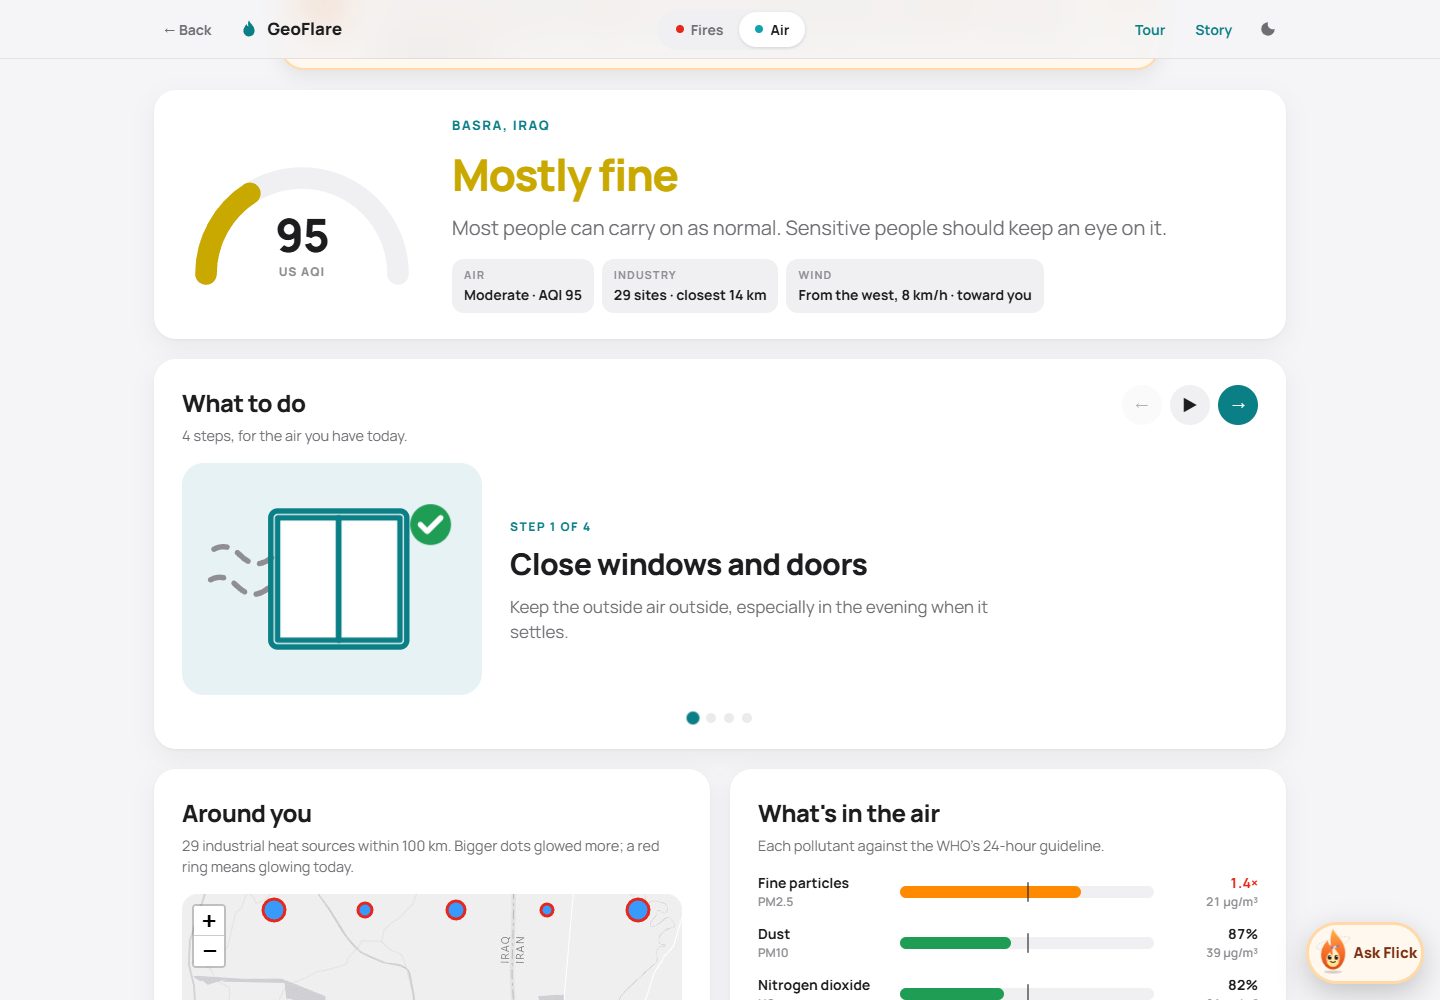 ← Back
GeoFlare
Fires
Air
Tour
Story
BASRA, IRAQ
Mostly fine
Most people can carry on as normal. Sensitive people should keep an eye on it.
95
US AQI
AIR
Moderate · AQI 95
INDUSTRY
29 sites · closest 14 km
WIND
From the west, 8 km/h · toward you
What to do
4 steps, for the air you have today.
← ▶ →
STEP 1 OF 4
Close windows and doors
Keep the outside air outside, especially in the evening when it
settles.
Around you
29 industrial heat sources within 100 km. Bigger dots glowed more; a red
ring means glowing today.
+
−
IRAQ
IRAN
What's in the air
Each pollutant against the WHO's 24-hour guideline.
Fine particles
1.4×
PM2.5
21 µg/m³
Dust
87%
PM10
39 µg/m³
Nitrogen dioxide
82%
Ask Flick